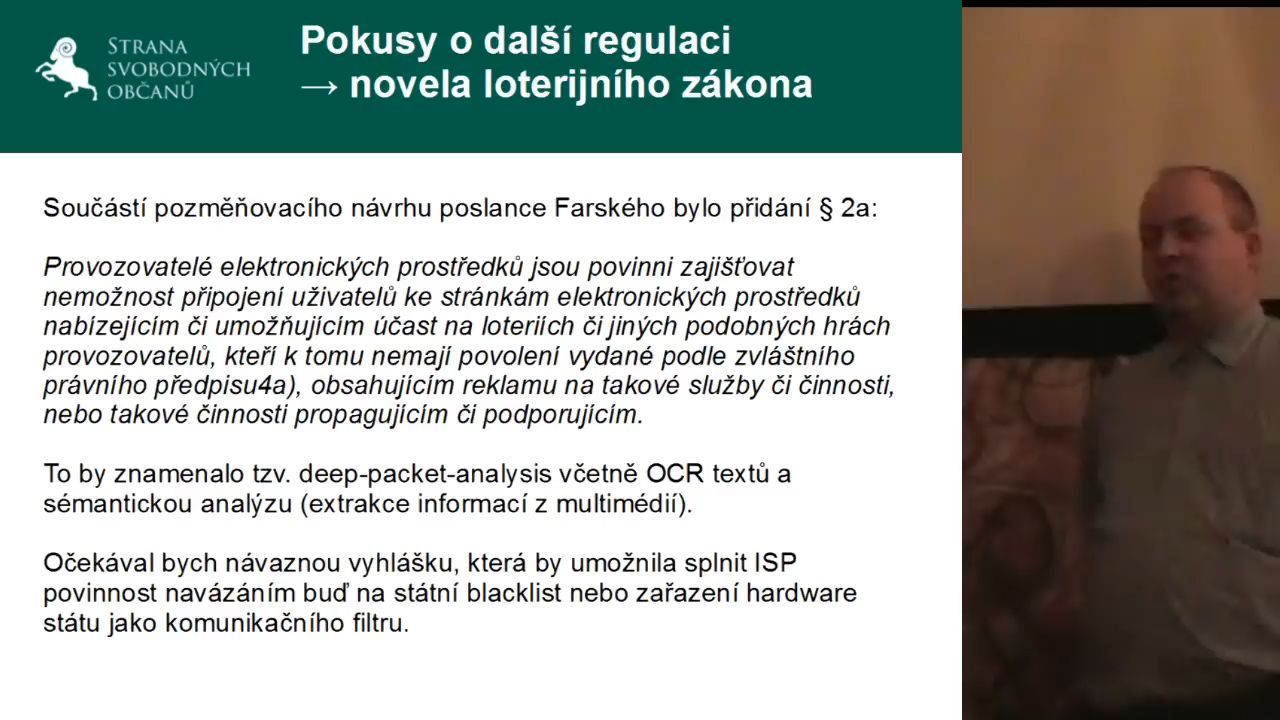 STRANA
SVOBODNÝCH
OBČANŮ
Pokusy o další regulaci
→ novela loterijního zákona
Součástí pozměňovacího návrhu poslance Farského bylo přidání § 2a:
Provozovatelé elektronických prostředků jsou povinni zajišťovat
nemožnost připojení uživatelů ke stránkám elektronických prostředků
nabízejícím či umožňujícím účast na loteriích či jiných podobných hrách
provozovatelů, kteří k tomu nemají povolení vydané podle zvláštního
právního předpisu4a), obsahujícím reklamu na takové služby či činnosti,
nebo takové činnosti propagujícím či podporujícím.
To by znamenalo tzv. deep-packet-analysis včetně OCR textů a
sémantickou analýzu (extrakce informací z multimédií).
Očekával bych návaznou vyhlášku, která by umožnila splnit ISP
povinnost navázáním buď na státní blacklist nebo zařazení hardware
státu jako komunikačního filtru.